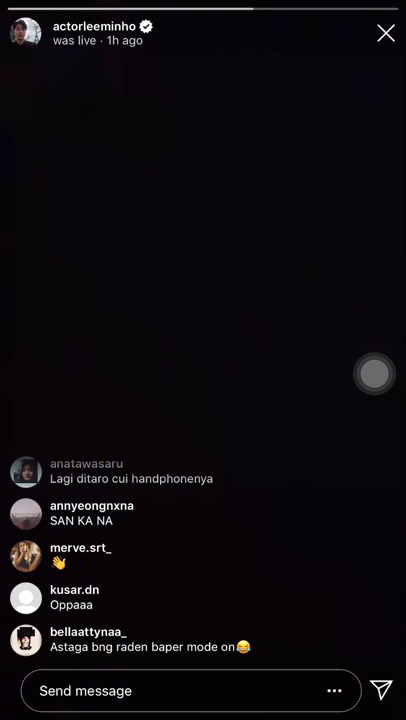 actorleeminho
was live · 1h ago
anatawasaru
Lagi ditaro cui handphonenya
annyeongnxna
SAN KA NA
merve.srt_
👋
kusar.dn
Oppaaa
bellaattynaa_
Astaga bng raden baper mode on😂
Send message